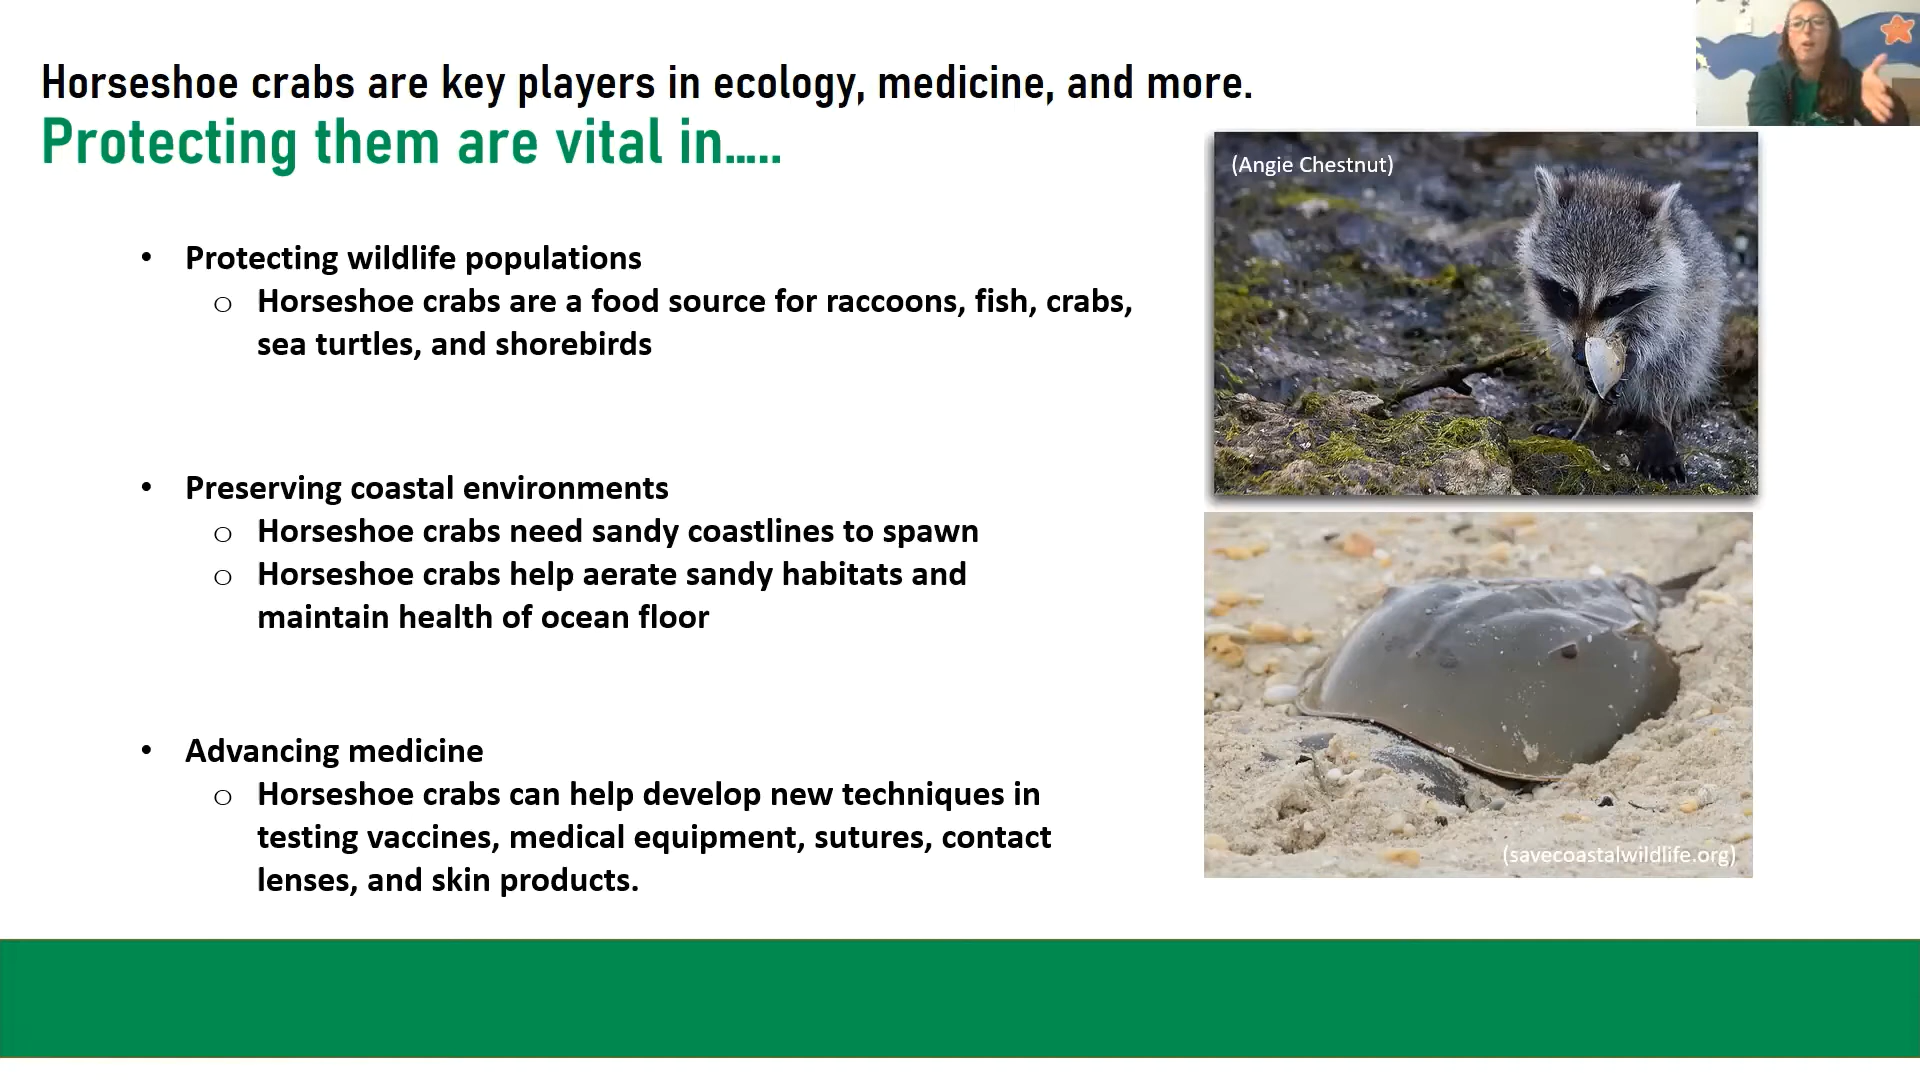 Horseshoe crabs are key players in ecology, medicine, and more.
Protecting them are vital in.....
(Angie Chestnut)
• Protecting wildlife populations
o Horseshoe crabs are a food source for raccoons, fish, crabs,
sea turtles, and shorebirds
• Preserving coastal environments
o Horseshoe crabs need sandy coastlines to spawn
o Horseshoe crabs help aerate sandy habitats and
maintain health of ocean floor
• Advancing medicine
o Horseshoe crabs can help develop new techniques in
testing vaccines, medical equipment, sutures, contact
lenses, and skin products.
(savecoastalwildlife.org)